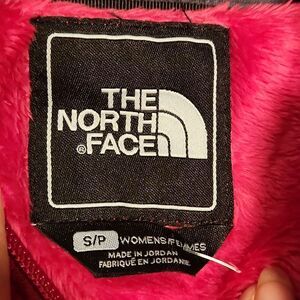 THE
NORTH
®FACE
S/P WOMENS/FEMMES
MADE IN JORDAN
FABRIQUÉ EN JORDANIE